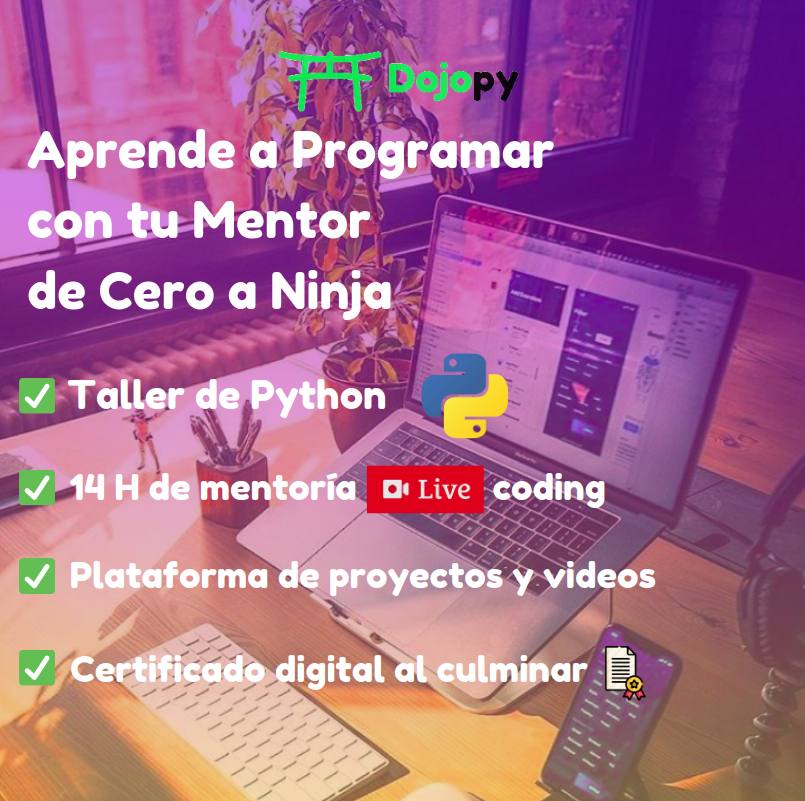 Dojopy
Aprende a Programar
con tu Mentor
de Cero a Ninja
Taller de Python
14 H de mentoría Live coding
Plataforma de proyectos y videos
Certificado digital al culminar